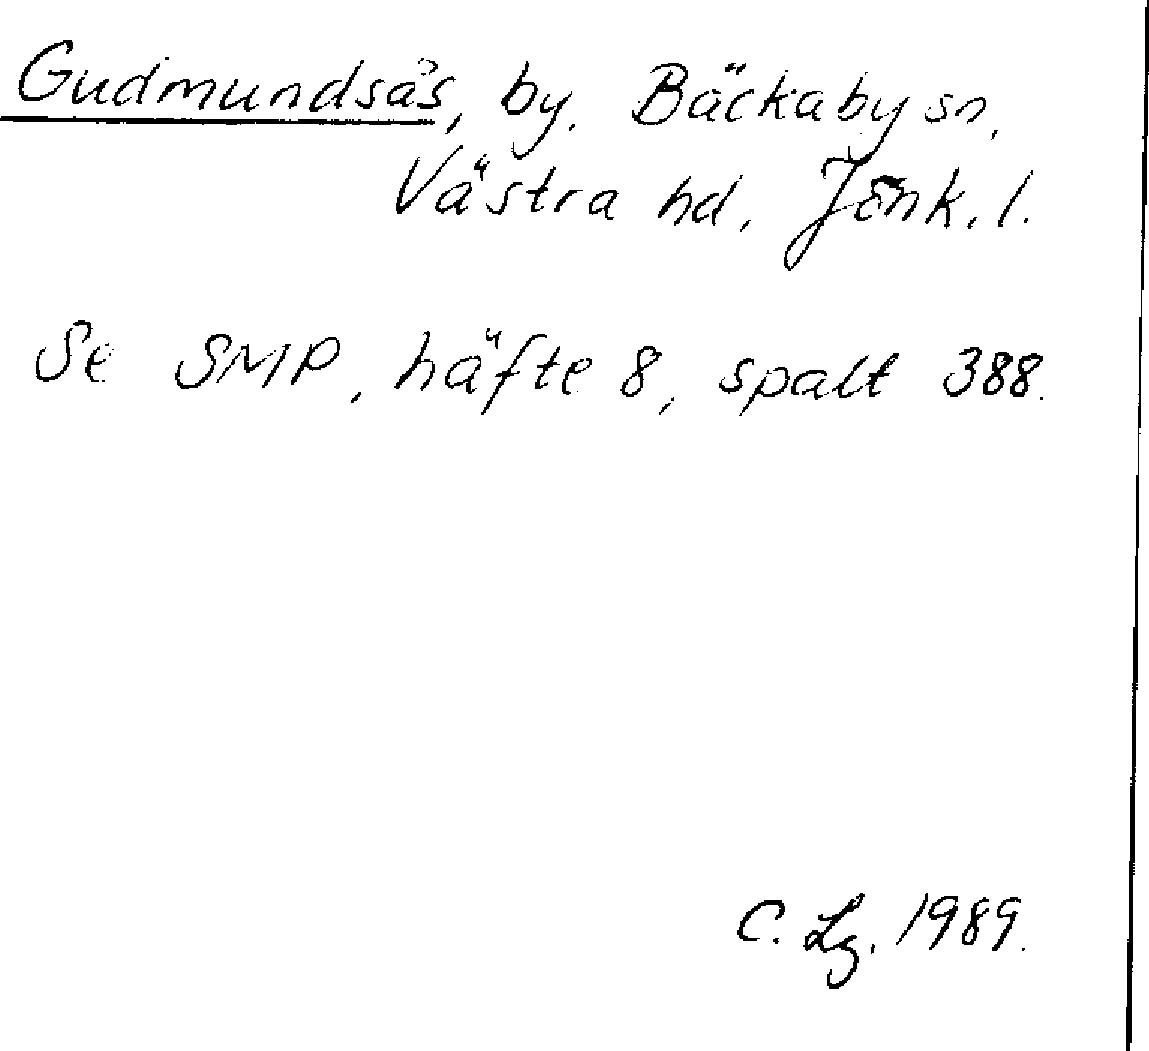 Gudmundsås, by. Bäckaby sn,
Västra hd, Jönk. l.
Se SMP, häfte 8, spalt 388.
C. Lg. 1989.